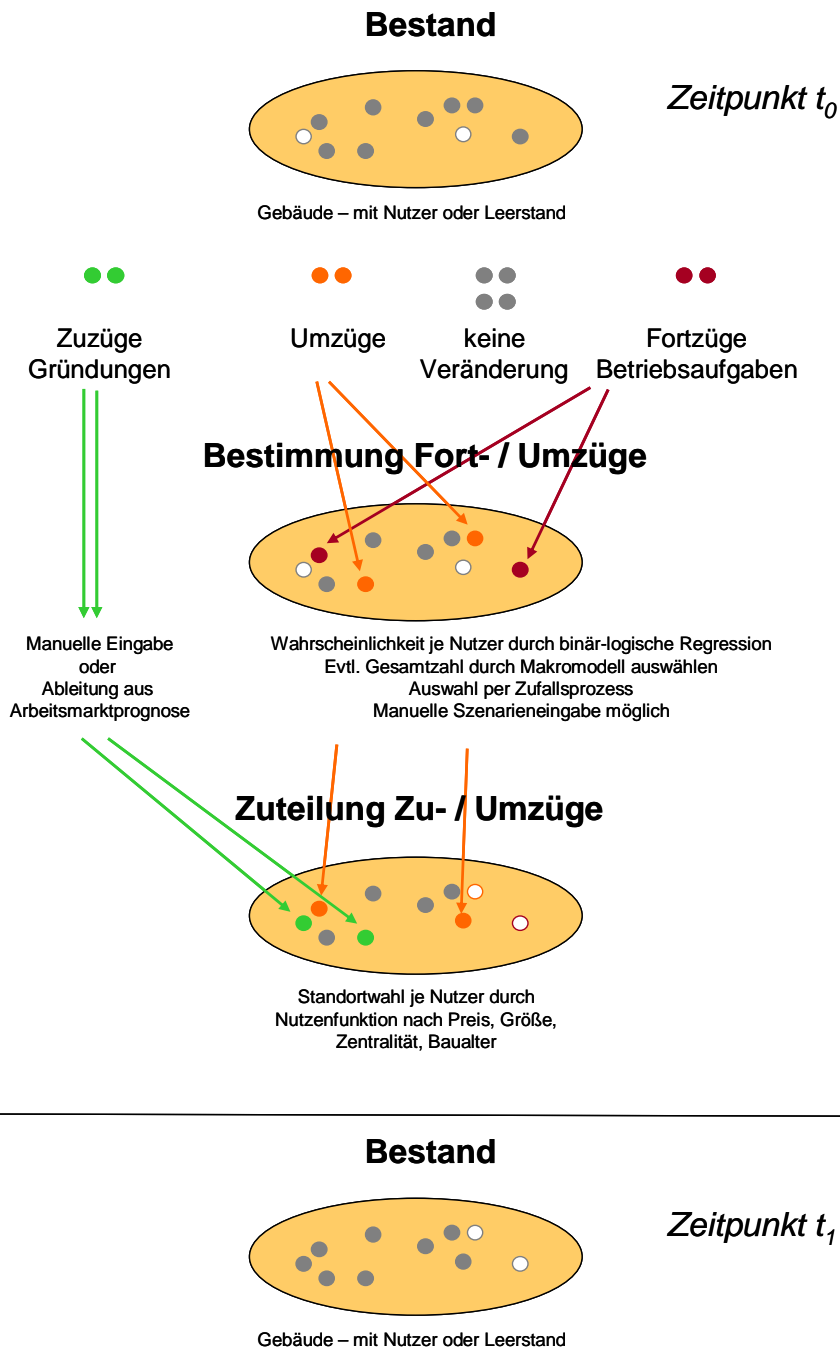 Bestand
Zeitpunkt t0
Gebäude – mit Nutzer oder Leerstand
Zuzüge
Gründungen
Umzüge
keine
Veränderung
Fortzüge
Betriebsaufgaben
Bestimmung Fort- / Umzüge
Manuelle Eingabe
oder
Ableitung aus
Arbeitsmarktprognose
Wahrscheinlichkeit je Nutzer durch binär-logische Regression
Evtl. Gesamtzahl durch Makromodell auswählen
Auswahl per Zufallsprozess
Manuelle Szenarieneingabe möglich
Zuteilung Zu- / Umzüge
Standortwahl je Nutzer durch
Nutzenfunktion nach Preis, Größe,
Zentralität, Baualter
Bestand
Zeitpunkt t1
Gebäude – mit Nutzer oder Leerstand